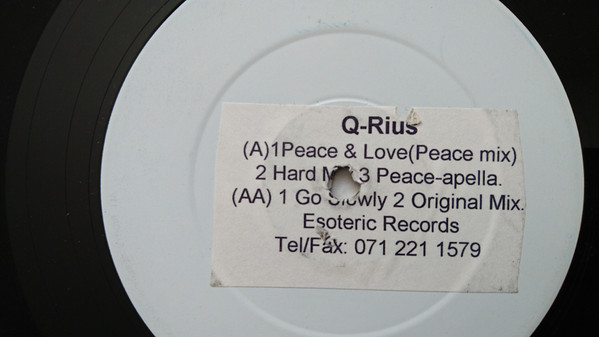 Q-Rius
(A)1Peace & Love(Peace mix)
2 Hard 3 Peace-apella.
(AA) 1 Go Slowly 2 Original Mix.
Esoteric Records
Tel/Fax: 071 221 1579